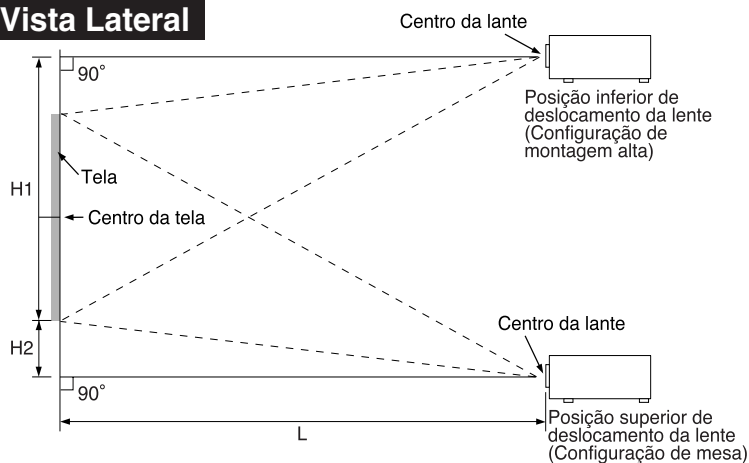 Vista Lateral
Centro da lante
90°
Posição inferior de
deslocamento da lente
(Configuração de
montagem alta)
Tela
H1
Centro da tela
Centro da lante
H2
90°
L
Posição superior de
deslocamento da lente
(Configuração de mesa)